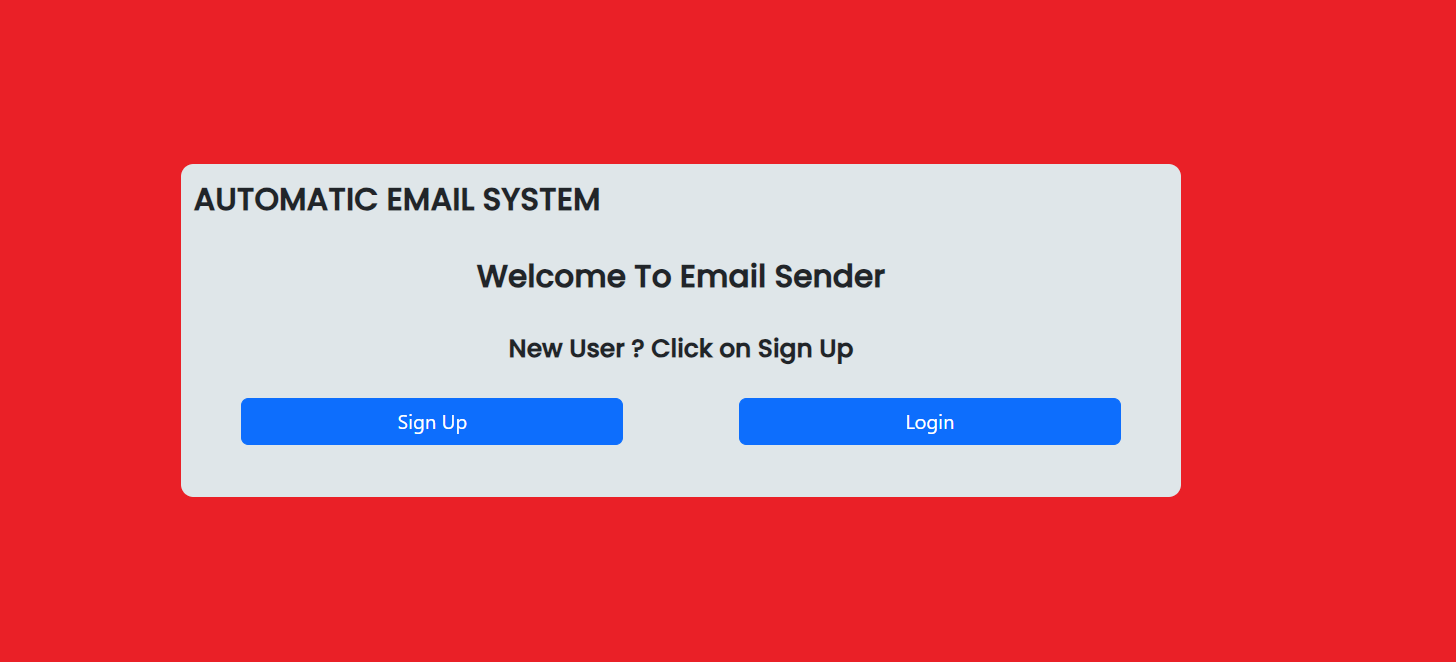 AUTOMATIC EMAIL SYSTEM
Welcome To Email Sender
New User ? Click on Sign Up
Sign Up
Login